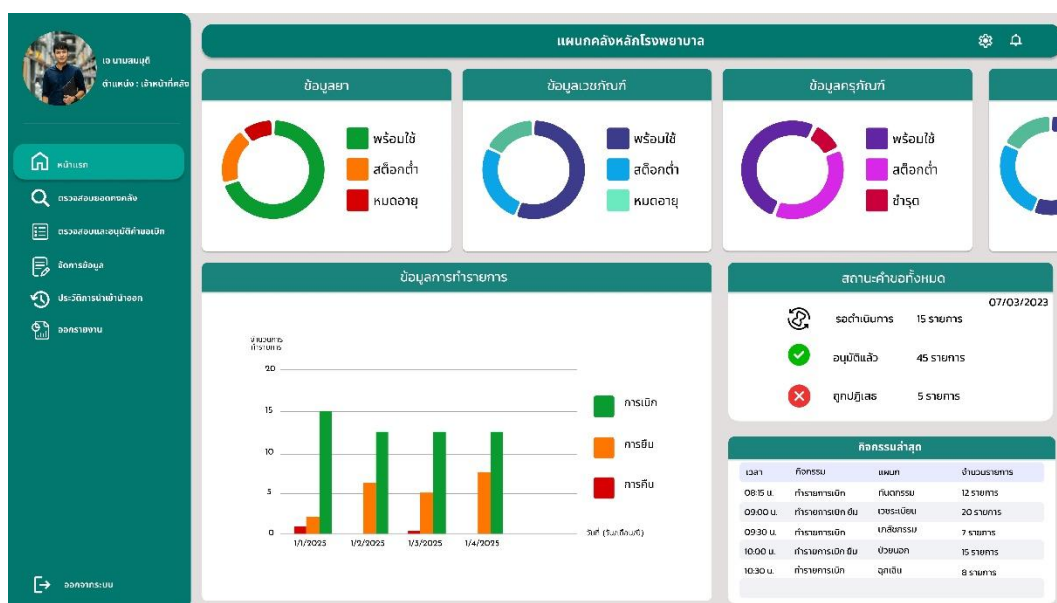 เจ นามสมมุติ
ตำแหน่ง : เจ้าหน้าที่คลัง
หน้าแรก
ตรวจสอบยอดคงคลัง
ตรวจสอบและอนุมัติคำขอเบิก
จัดการข้อมูล
ประวัติการนำเข้านำออก
ออกรายงาน
ออกจากระบบ
แผนกคลังหลักโรงพยาบาล
ข้อมูลยา
พร้อมใช้
สต็อกต่ำ
หมดอายุ
ข้อมูลเวชภัณฑ์
พร้อมใช้
สต็อกต่ำ
หมดอายุ
ข้อมูลครุภัณฑ์
พร้อมใช้
สต็อกต่ำ
ชำรุด
ข้อมูลการทำรายการ
จำนวนการ
ทำรายการ
20
15
10
5
0
1/1/2025 1/2/2025 1/3/2025 1/4/2025
วันที่ (วัน/เดือน/ปี)
การเบิก
การยืม
การคืน
สถานะคำขอทั้งหมด
07/03/2023
รอดำเนินการ 15 รายการ
อนุมัติแล้ว 45 รายการ
ถูกปฏิเสธ 5 รายการ
กิจกรรมล่าสุด
เวลา กิจกรรม แผนก จำนวนรายการ
08:15 น. ทำรายการเบิก ทันตกรรม 12 รายการ
09:00 น. ทำรายการเบิก ยืม เวชระเบียน 20 รายการ
09:30 น. ทำรายการเบิก เภสัชกรรม 7 รายการ
10:00 น. ทำรายการเบิก ยืม ป่วยนอก 15 รายการ
10:30 น. ทำรายการเบิก ฉุกเฉิน 8 รายการ